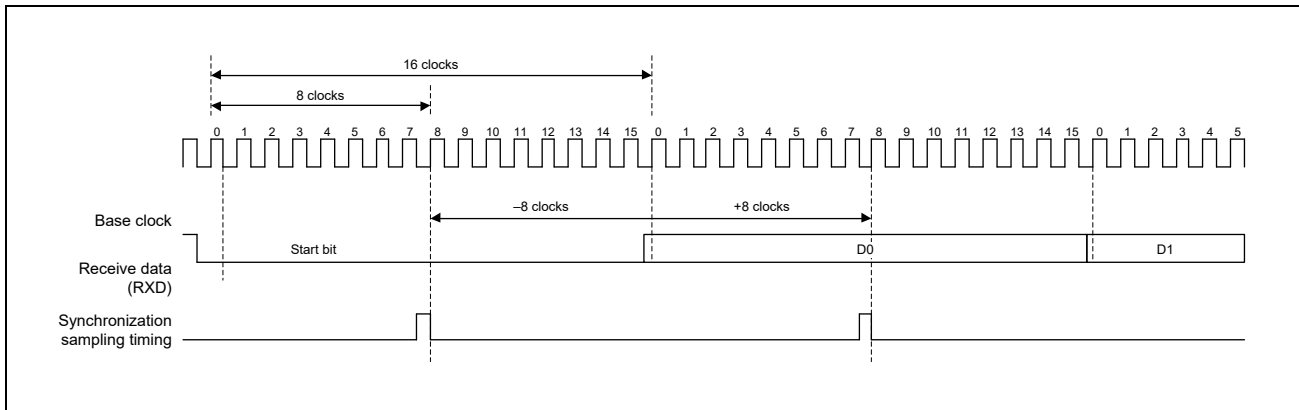 16 clocks
8 clocks
0 1 2 3 4 5 6 7 8 9 10 11 12 13 14 15 0 1 2 3 4 5 6 7 8 9 10 11 12 13 14 15 0 1 2 3 4 5
–8 clocks +8 clocks
Base clock
Start bit D0 D1
Receive data
(RXD)
Synchronization
sampling timing